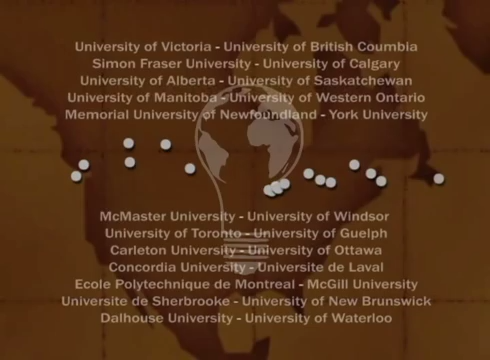 University of Victoria - University of British Coumbia
Simon Fraser University - University of Calgary
University of Alberta - University of Saskatchewan
University of Manitoba - University of Western Ontario
Memorial University of Newfoundland - York University
McMaster University - University of Windsor
University of Toronto - University of Guelph
Carleton University - University of Ottawa
Concordia University - Universite de Laval
Ecole Polytechnique de Montreal - McGill University
Universite de Sherbrooke - University of New Brunswick
Dalhouse University - University of Waterloo